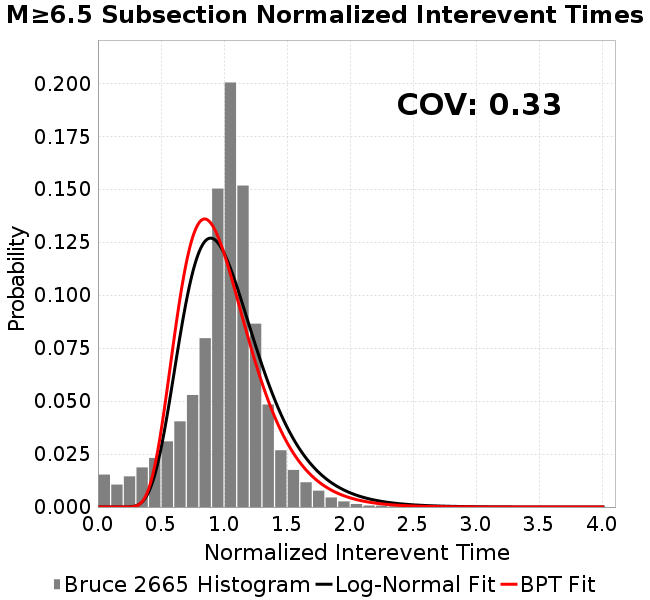 M≥6.5 Subsection Normalized Interevent Times
COV: 0.33
Probability
0.200
0.175
0.150
0.125
0.100
0.075
0.050
0.025
0.000
0.0 0.5 1.0 1.5 2.0 2.5 3.0 3.5 4.0
Normalized Interevent Time
Bruce 2665 Histogram Log-Normal Fit BPT Fit